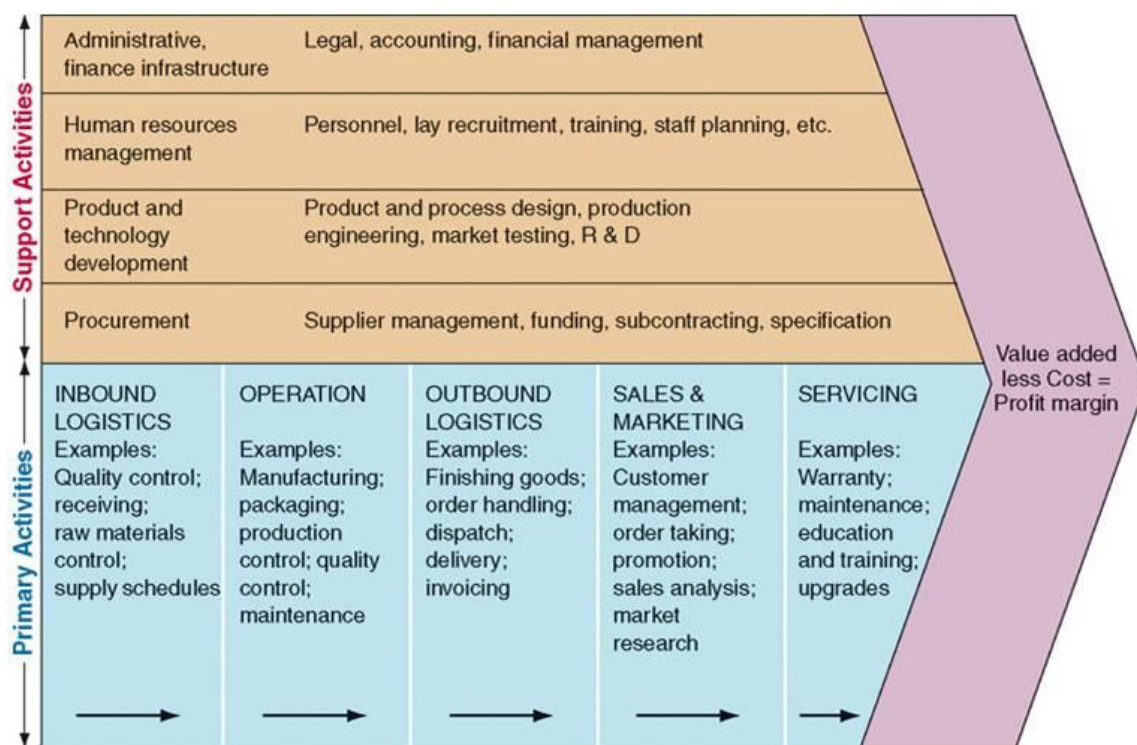 Support Activities
Administrative,
finance infrastructure
Legal, accounting, financial management
Human resources
management
Personnel, lay recruitment, training, staff planning, etc.
Product and
technology
development
Product and process design, production
engineering, market testing, R & D
Procurement
Supplier management, funding, subcontracting, specification
Primary Activities
INBOUND
LOGISTICS
Examples:
Quality control;
receiving;
raw materials
control;
supply schedules
OPERATION
Examples:
Manufacturing;
packaging;
production
control; quality
control;
maintenance
OUTBOUND
LOGISTICS
Examples:
Finishing goods;
order handling;
dispatch;
delivery;
invoicing
SALES &
MARKETING
Examples:
Customer
management;
order taking;
promotion;
sales analysis;
market
research
SERVICING
Examples:
Warranty;
maintenance;
education
and training;
upgrades
Value added
less Cost =
Profit margin